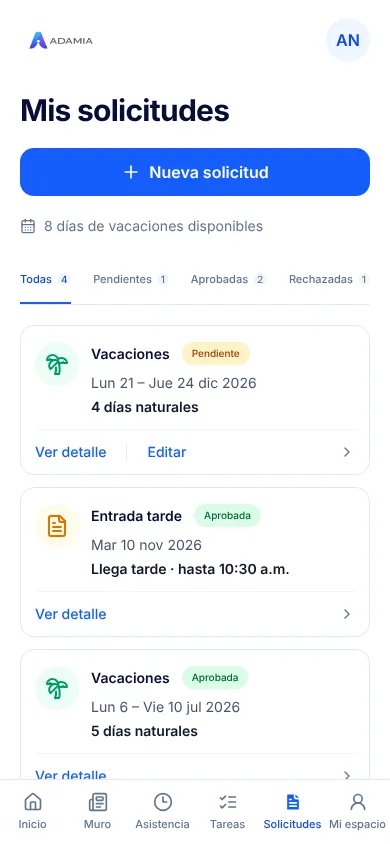 ADAMIA
AN
Mis solicitudes
Nueva solicitud
8 días de vacaciones disponibles
Todas 4 Pendientes 1 Aprobadas 2 Rechazadas 1
Vacaciones Pendiente
Lun 21 – Jue 24 dic 2026
4 días naturales
Ver detalle Editar
Entrada tarde Aprobada
Mar 10 nov 2026
Llega tarde · hasta 10:30 a.m.
Ver detalle
Vacaciones Aprobada
Lun 6 – Vie 10 jul 2026
5 días naturales
Ver detalle
Inicio Muro Asistencia Tareas Solicitudes Mi espacio